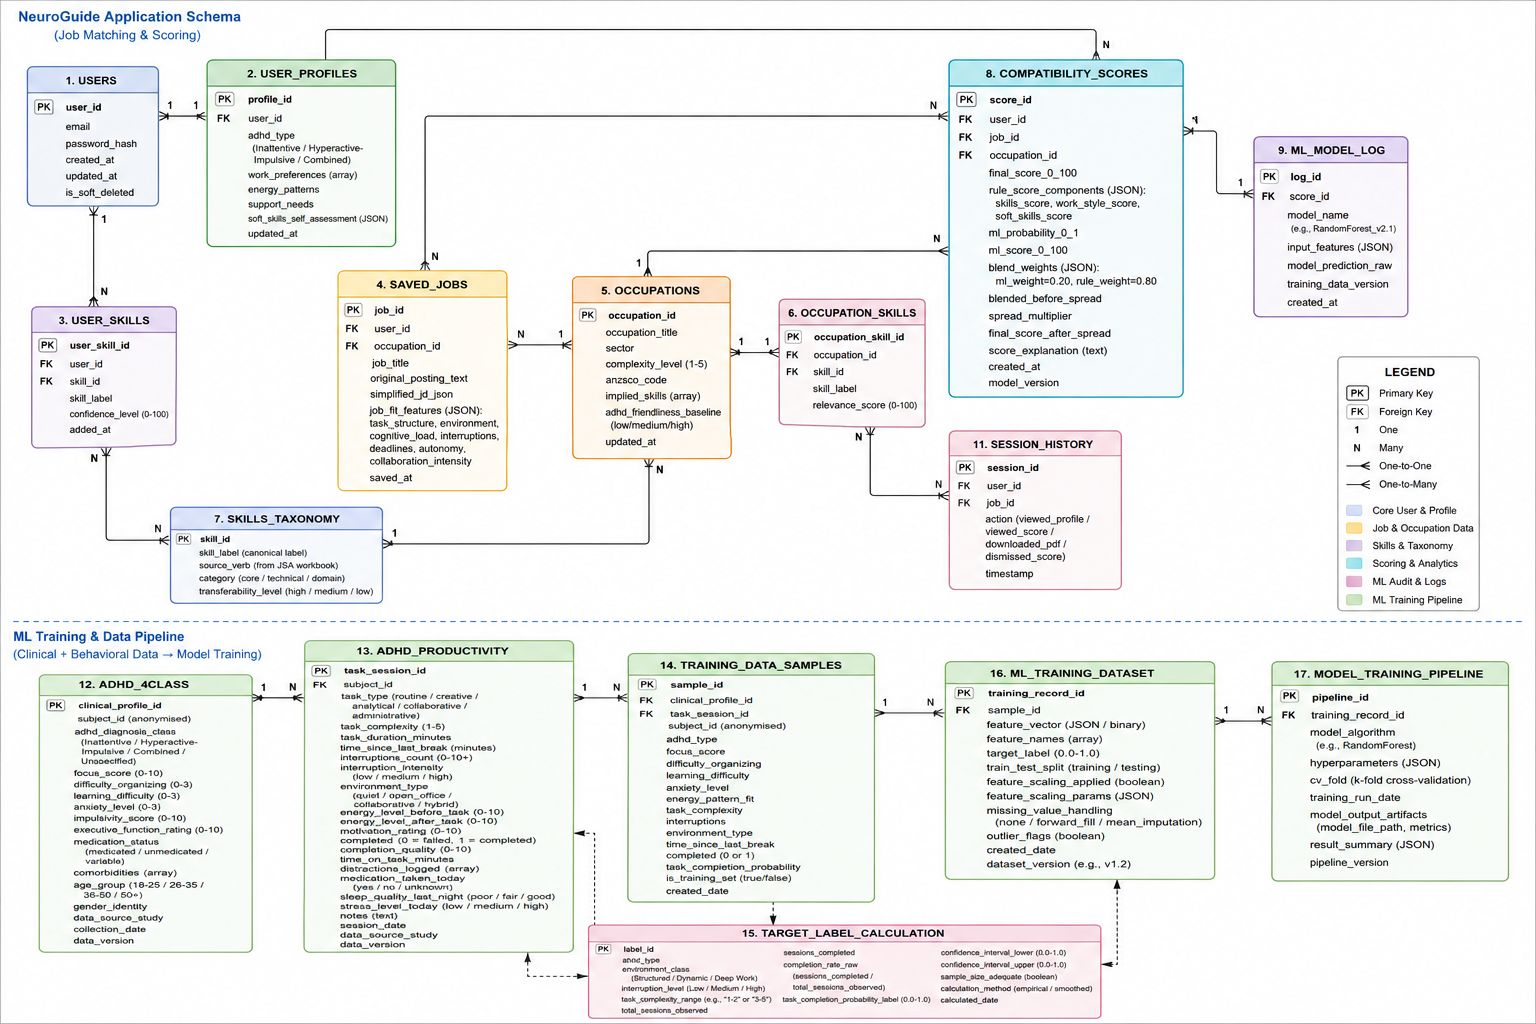 NeuroGuide Application Schema
(Job Matching & Scoring)
1. USERS
PK user_id
email
password_hash
created_at
updated_at
is_soft_deleted
1 1
1
N
2. USER_PROFILES
PK profile_id
FK user_id
adhd_type
(Inattentive / Hyperactive-
Impulsive / Combined)
work_preferences (array)
energy_patterns
support_needs
soft_skills_self_assessment (JSON)
updated_at
N
3. USER_SKILLS
PK user_skill_id
FK user_id
FK skill_id
skill_label
confidence_level (0-100)
added_at
N
N
4. SAVED_JOBS
PK job_id
FK user_id
FK occupation_id
job_title
original_posting_text
simplified_jd_json
job_fit_features (JSON):
task_structure, environment,
cognitive_load, interruptions,
deadlines, autonomy,
collaboration_intensity
saved_at
N
N
N 1
5. OCCUPATIONS
PK occupation_id
occupation_title
sector
complexity_level (1-5)
anzsco_code
implied_skills (array)
adhd_friendliness_baseline
(low/medium/high)
updated_at
1
N
1 1
N
1
6. OCCUPATION_SKILLS
PK occupation_skill_id
FK occupation_id
FK skill_id
skill_label
relevance_score (0-100)
N
N
7. SKILLS_TAXONOMY
PK skill_id
skill_label (canonical label)
source_verb (from JSA workbook)
category (core / technical / domain)
transferability_level (high / medium / low)
8. COMPATIBILITY_SCORES
PK score_id
FK user_id
FK job_id
FK occupation_id
final_score_0_100
rule_score_components (JSON):
skills_score, work_style_score,
soft_skills_score
ml_probability_0_1
ml_score_0_100
blend_weights (JSON):
ml_weight=0.20, rule_weight=0.80
blended_before_spread
spread_multiplier
final_score_after_spread
score_explanation (text)
created_at
model_version
1
9. ML_MODEL_LOG
PK log_id
FK score_id
model_name
(e.g., RandomForest_v2.1)
input_features (JSON)
model_prediction_raw
training_data_version
created_at
11. SESSION_HISTORY
PK session_id
FK user_id
FK job_id
action (viewed_profile /
viewed_score /
downloaded_pdf /
dismissed_score)
timestamp
LEGEND
PK Primary Key
FK Foreign Key
1 One
N Many
One-to-One
One-to-Many
Core User & Profile
Job & Occupation Data
Skills & Taxonomy
Scoring & Analytics
ML Audit & Logs
ML Training Pipeline
ML Training & Data Pipeline
(Clinical + Behavioral Data → Model Training)
12. ADHD_4CLASS
PK clinical_profile_id
subject_id (anonymised)
adhd_diagnosis_class
(Inattentive / Hyperactive-
Impulsive / Combined /
focus_score (0-10)
difficulty_organizing (0-3)
learning_difficulty (0-3)
anxiety_level (0-3)
impulsivity_score (0-10)
executive_function_rating (0-10)
medication_status
(medicated / unmedicated /
variable)
comorbidities (array)
age_group (18-25 / 26-35 /
36-50 / 50+)
gender_identity
data_source_study
collection_date
data_version
1 N
13. ADHD_PRODUCTIVITY
PK task_session_id
FK subject_id
task_type (routine / creative /
analytical / collaborative /
administrative)
task_complexity (1-5)
task_duration_minutes
time_since_last_break (minutes)
interruptions_count (0-10+)
interruption_intensity
(low / medium / high)
environment_type
(quiet / open_office /
collaborative / hybrid)
energy_level_before_task (0-10)
energy_level_after_task (0-10)
motivation_rating (0-10)
completed (0 = failed, 1 = completed)
completion_quality (0-10)
time_on_task_minutes
distractions_logged (array)
medication_taken_today
(yes / no / unknown)
sleep_quality_last_night (poor / fair / good)
stress_level_today (low / medium / high)
notes (text)
session_date
data_source_study
data_version
1 N
14. TRAINING_DATA_SAMPLES
PK sample_id
FK clinical_profile_id
FK task_session_id
subject_id (anonymised)
adhd_type
focus_score
difficulty_organizing
learning_difficulty
anxiety_level
energy_pattern_fit
task_complexity
interruptions
environment_type
time_since_last_break
completed (0 or 1)
task_completion_probability
is_training_set (true/false)
created_date
1 N
16. ML_TRAINING_DATASET
PK training_record_id
FK sample_id
feature_vector (JSON / binary)
feature_names (array)
target_label (0.0-1.0)
train_test_split (training / testing)
feature_scaling_applied (boolean)
feature_scaling_params (JSON)
missing_value_handling
(none / forward_fill / mean_imputation)
outlier_flags (boolean)
created_date
dataset_version (e.g., v1.2)
1 N
17. MODEL_TRAINING_PIPELINE
PK pipeline_id
FK training_record_id
model_algorithm
(e.g., RandomForest)
hyperparameters (JSON)
cv_fold (k-fold cross-validation)
training_run_date
model_output_artifacts
(model_file_path, metrics)
result_summary (JSON)
pipeline_version
15. TARGET_LABEL_CALCULATION
PK label_id
adhd_type
environment_class
(Structured / Dynamic / Deep Work)
interruption_level (Low / Medium / High)
task_complexity_range (e.g., "1-2" or "3-5")
total_sessions_observed
sessions_completed
completion_rate_raw
(sessions_completed /
total_sessions_observed)
task_completion_probability_label (0.0-1.0)
confidence_interval_lower (0.0-1.0)
confidence_interval_upper (0.0-1.0)
sample_size_adequate (boolean)
calculation_method (empirical / smoothed)
calculated_date